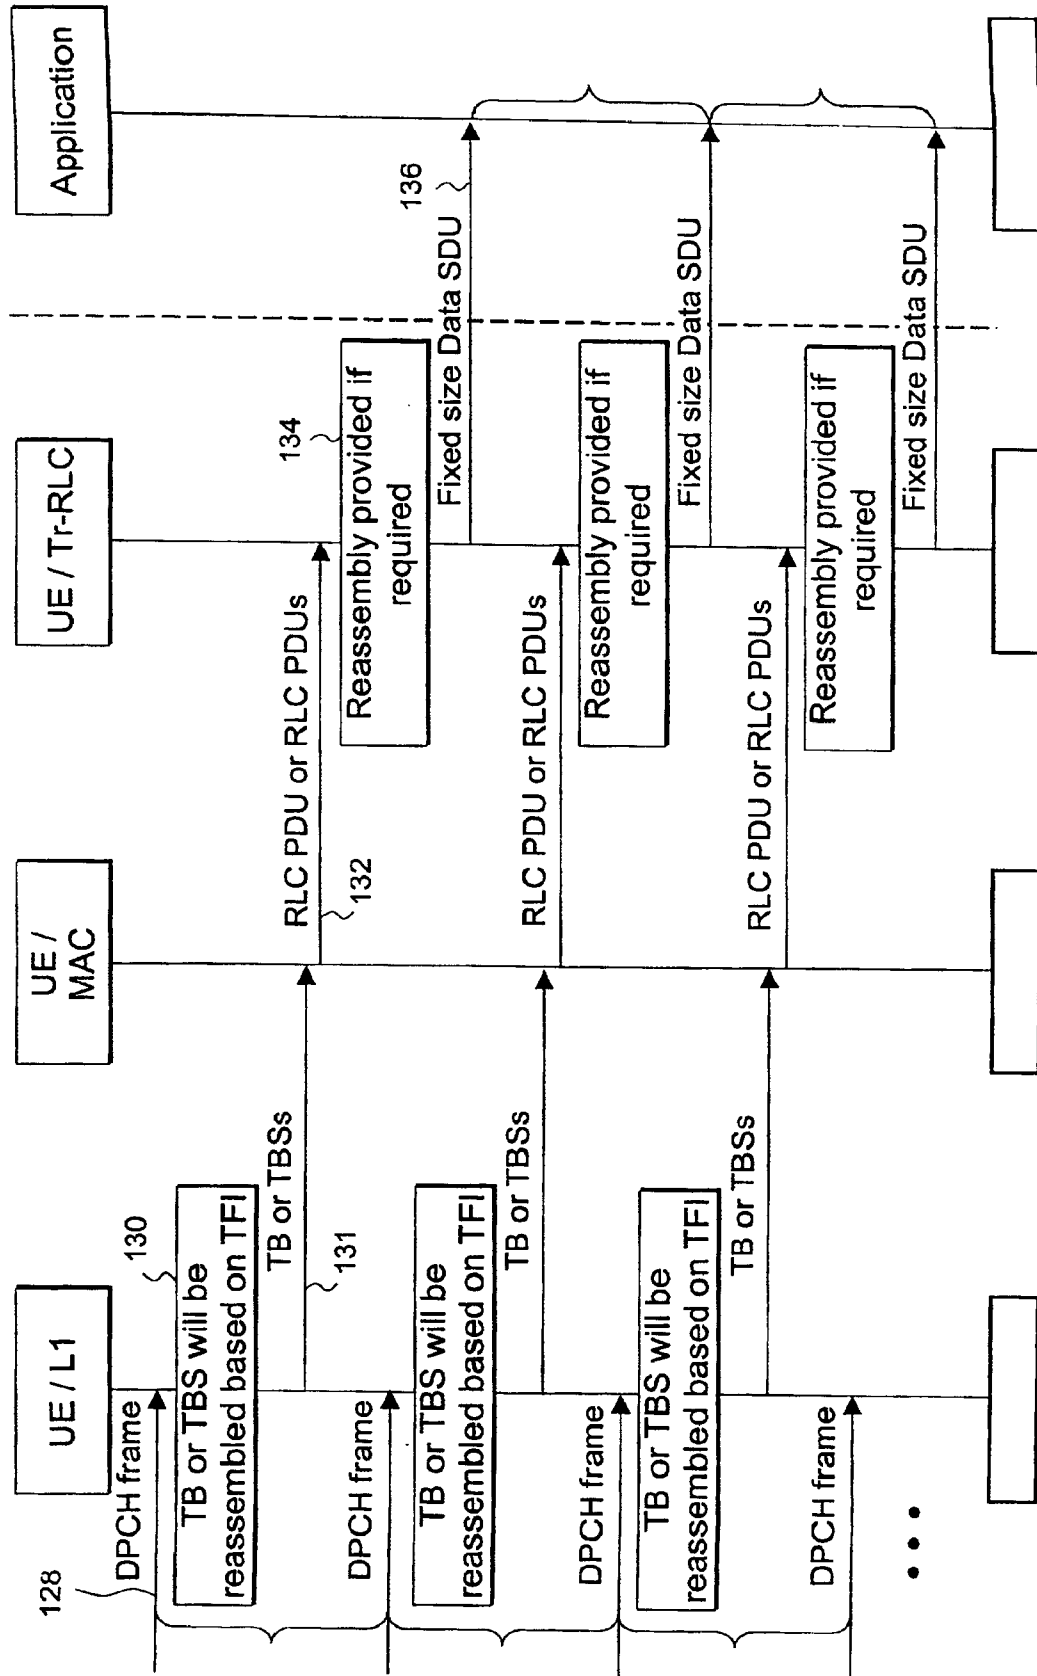 UE / L1
UE /
MAC
UE / Tr-RLC
Application
128
DPCH frame
130
TB or TBS will be
reassembled based on TFI
TB or TBSs
131
RLC PDU or RLC PDUs
132
134
Reassembly provided if
required
Fixed size Data SDU
136
DPCH frame
TB or TBS will be
reassembled based on TFI
TB or TBSs
RLC PDU or RLC PDUs
Reassembly provided if
required
Fixed size Data SDU
DPCH frame
TB or TBS will be
reassembled based on TFI
TB or TBSs
RLC PDU or RLC PDUs
Reassembly provided if
required
Fixed size Data SDU
DPCH frame